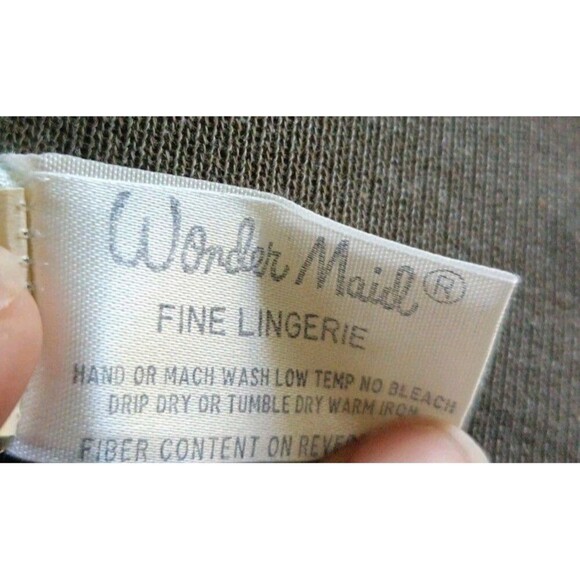 Wonder Maid®
FINE LINGERIE
HAND OR MACH WASH LOW TEMP NO BLEACH
DRIP DRY OR TUMBLE DRY WARM IRON
FIBER CONTENT ON